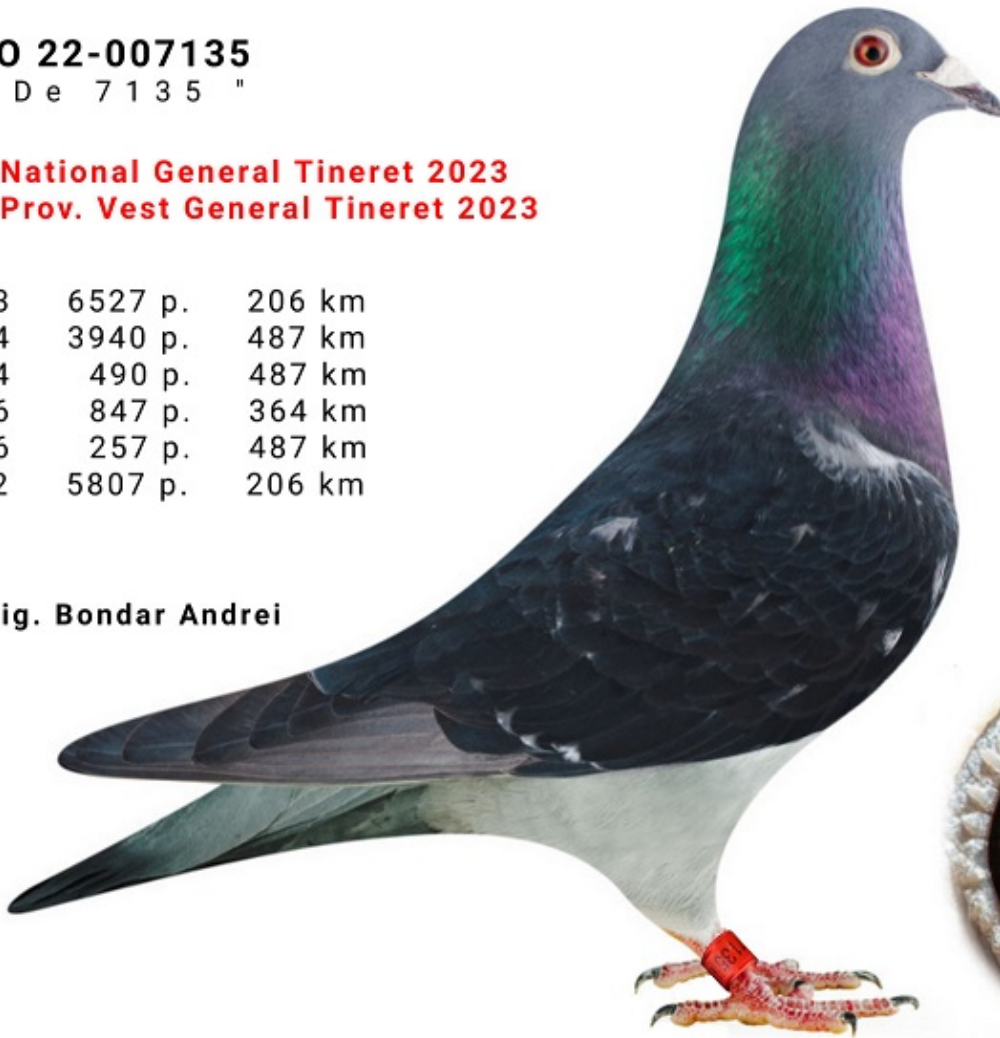 O 22-007135
De 7135 "
National General Tineret 2023
Prov. Vest General Tineret 2023
3 6527 p. 206 km
4 3940 p. 487 km
4 490 p. 487 km
6 847 p. 364 km
6 257 p. 487 km
2 5807 p. 206 km
ig. Bondar Andrei